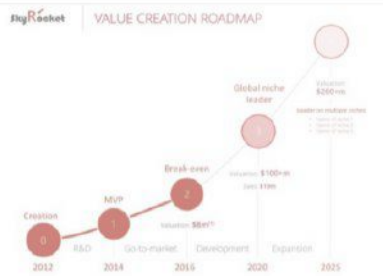 SkyRocket
VALUE CREATION ROADMAP
Valuation
$200+m
Leader on multiple niches
Global niche
leader
3
Valuation: $100+m
Break-even
2
Valuation: $8m
MVP
1
Creation
0
R&D
Go-to-market
Development
Expansion
2012
2014
2016
2020
2025